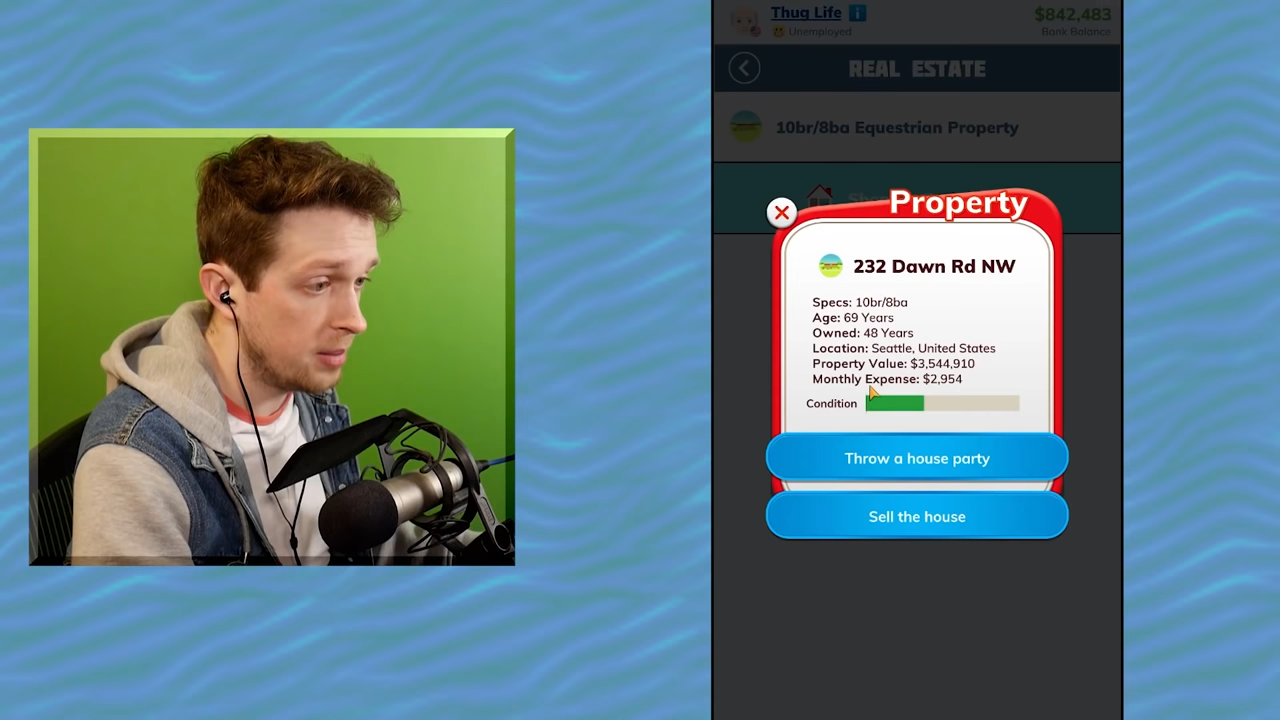 Thug Life
$842,483
Unemployed
Bank Balance
REAL ESTATE
10br/8ba Equestrian Property
Property
232 Dawn Rd NW
Specs: 10br/8ba
Age: 69 Years
Owned: 48 Years
Location: Seattle, United States
Property Value: $3,544,910
Monthly Expense: $2,954
Condition
Throw a house party
Sell the house